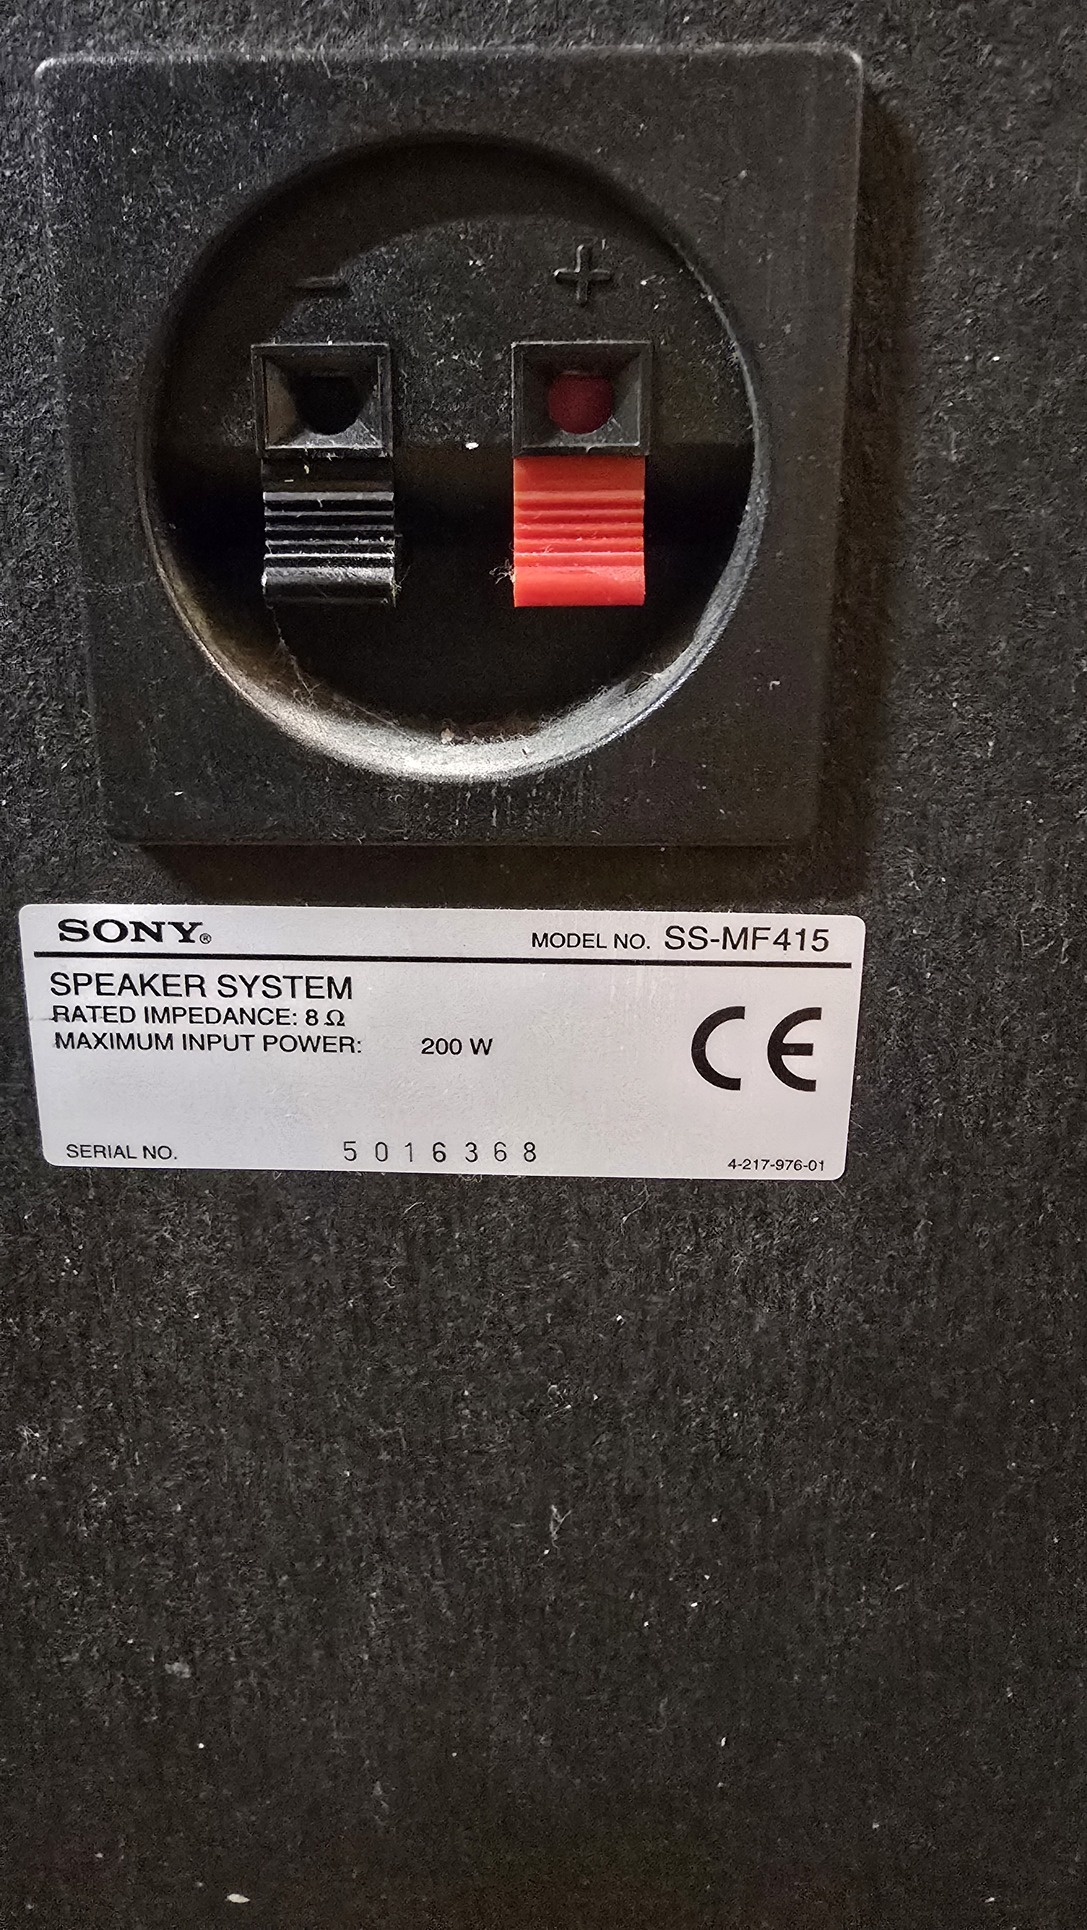 − +
SONY®
MODEL NO. SS-MF415
SPEAKER SYSTEM
RATED IMPEDANCE: 8 Ω
MAXIMUM INPUT POWER: 200 W
CE
SERIAL NO. 5016368
4-217-976-01